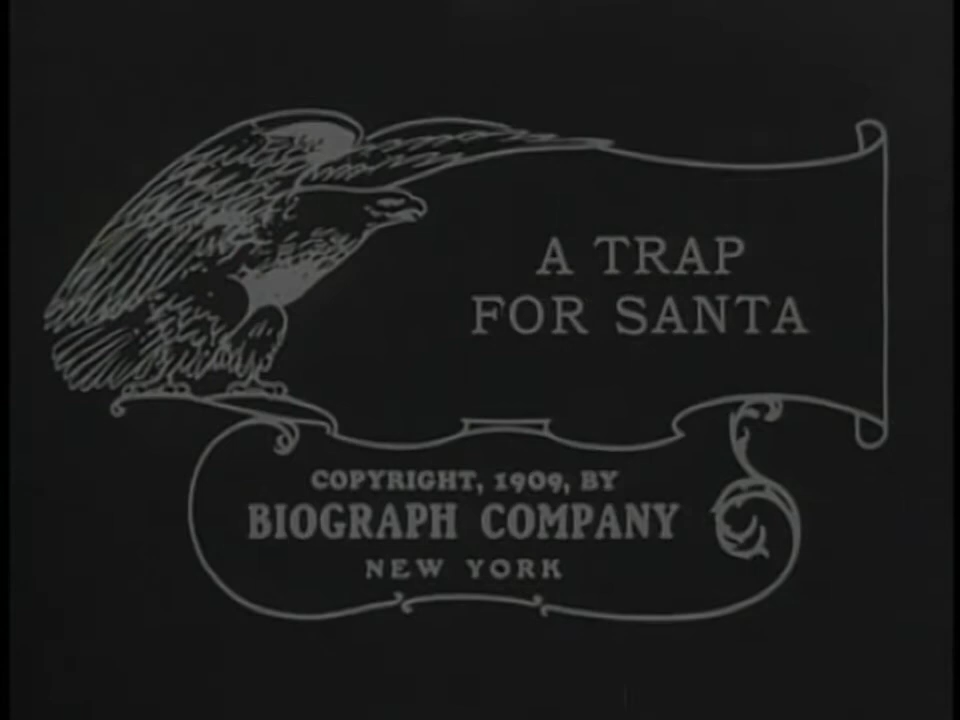 A TRAP
FOR SANTA
COPYRIGHT, 1909, BY
BIOGRAPH COMPANY
NEW YORK